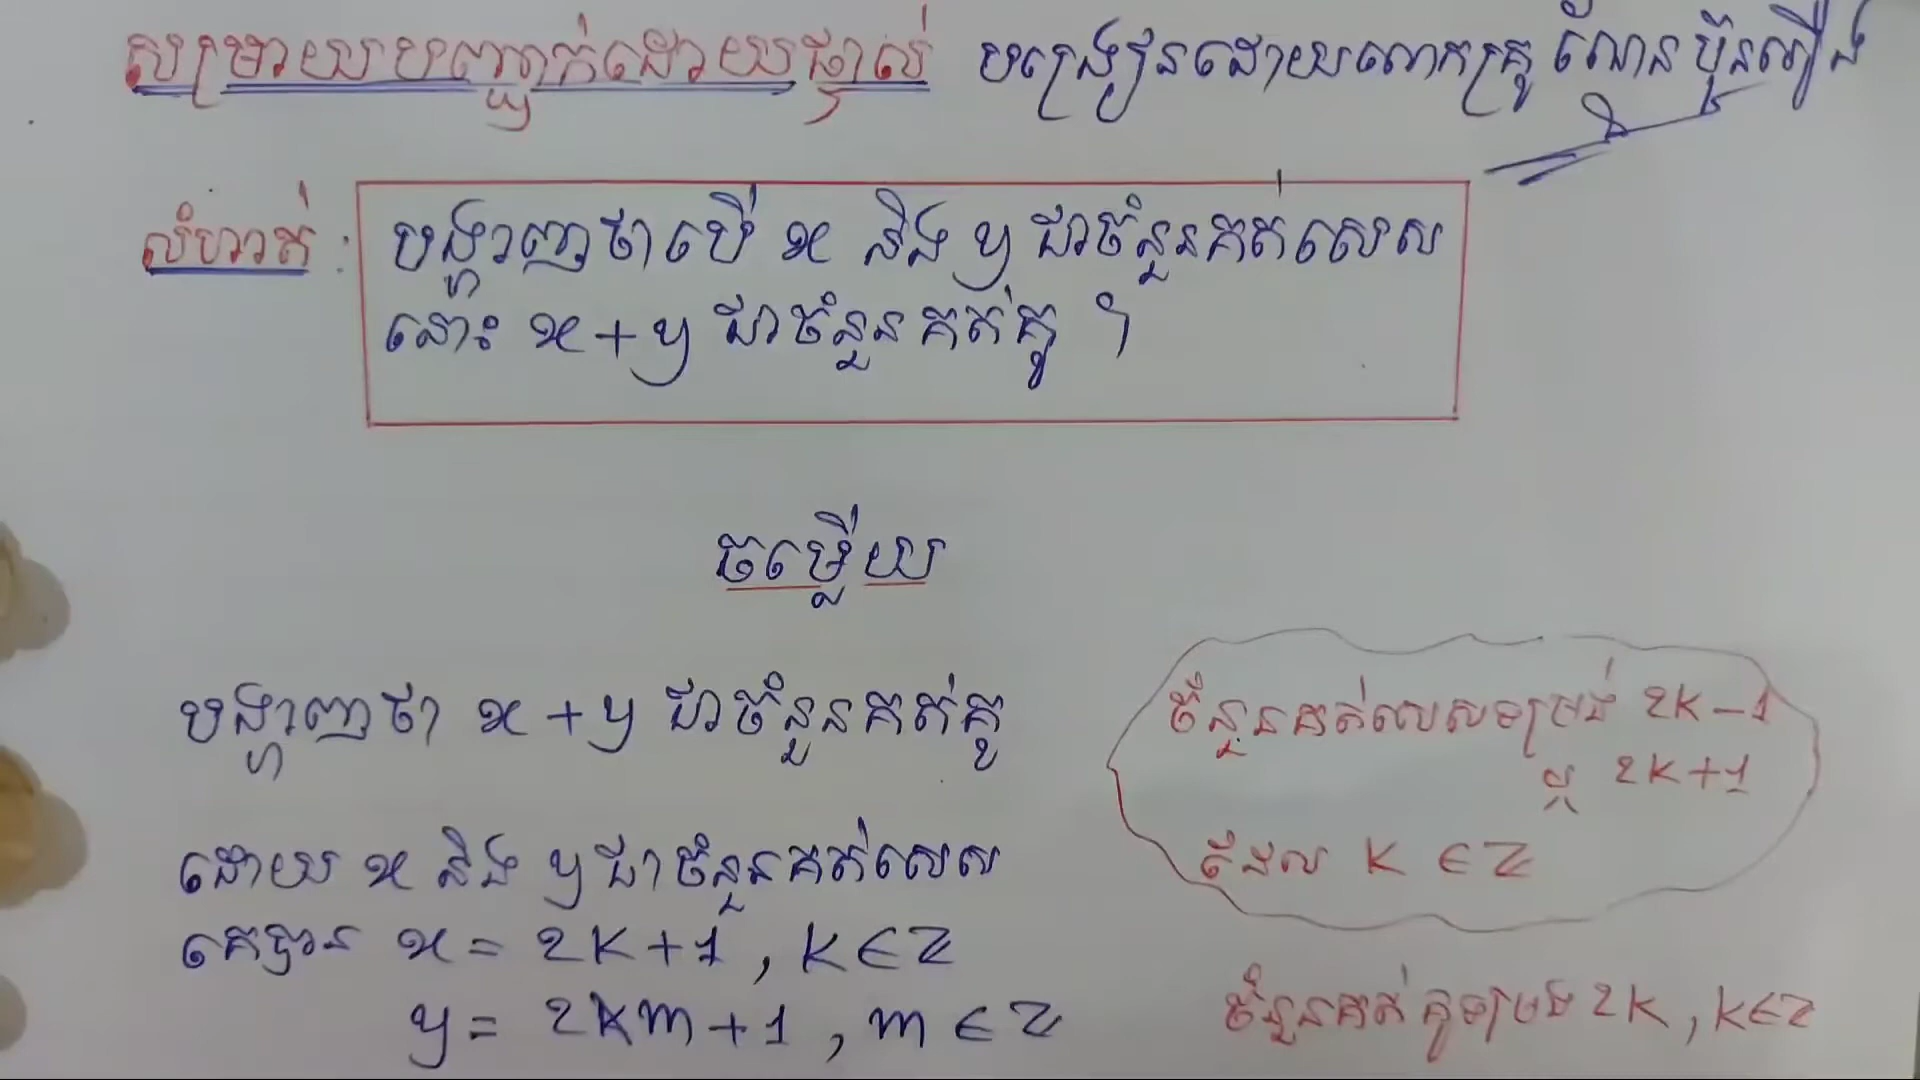 សម្រាយបញ្ជាក់ដោយផ្ទាល់ បង្រៀនដោយលោកគ្រូ ណែន ប៊ុនលឿង
លំហាត់ : បង្ហាញថាបើ x និង y ជាចំនួនគត់សេស
នោះ x + y ជាចំនួនគត់គូ ។
ចម្លើយ
បង្ហាញថា x + y ជាចំនួនគត់គូ
ដោយ x និង y ជាចំនួនគត់សេស
គេបាន x = 2k + 1 , k ∈ Z
y = 2km + 1 , m ∈ Z
ចំនួនគត់សេសទម្រង់ 2k - 1
ឬ 2k + 1
ដែល k ∈ Z
ចំនួនគត់គូទម្រង់ 2k , k ∈ Z